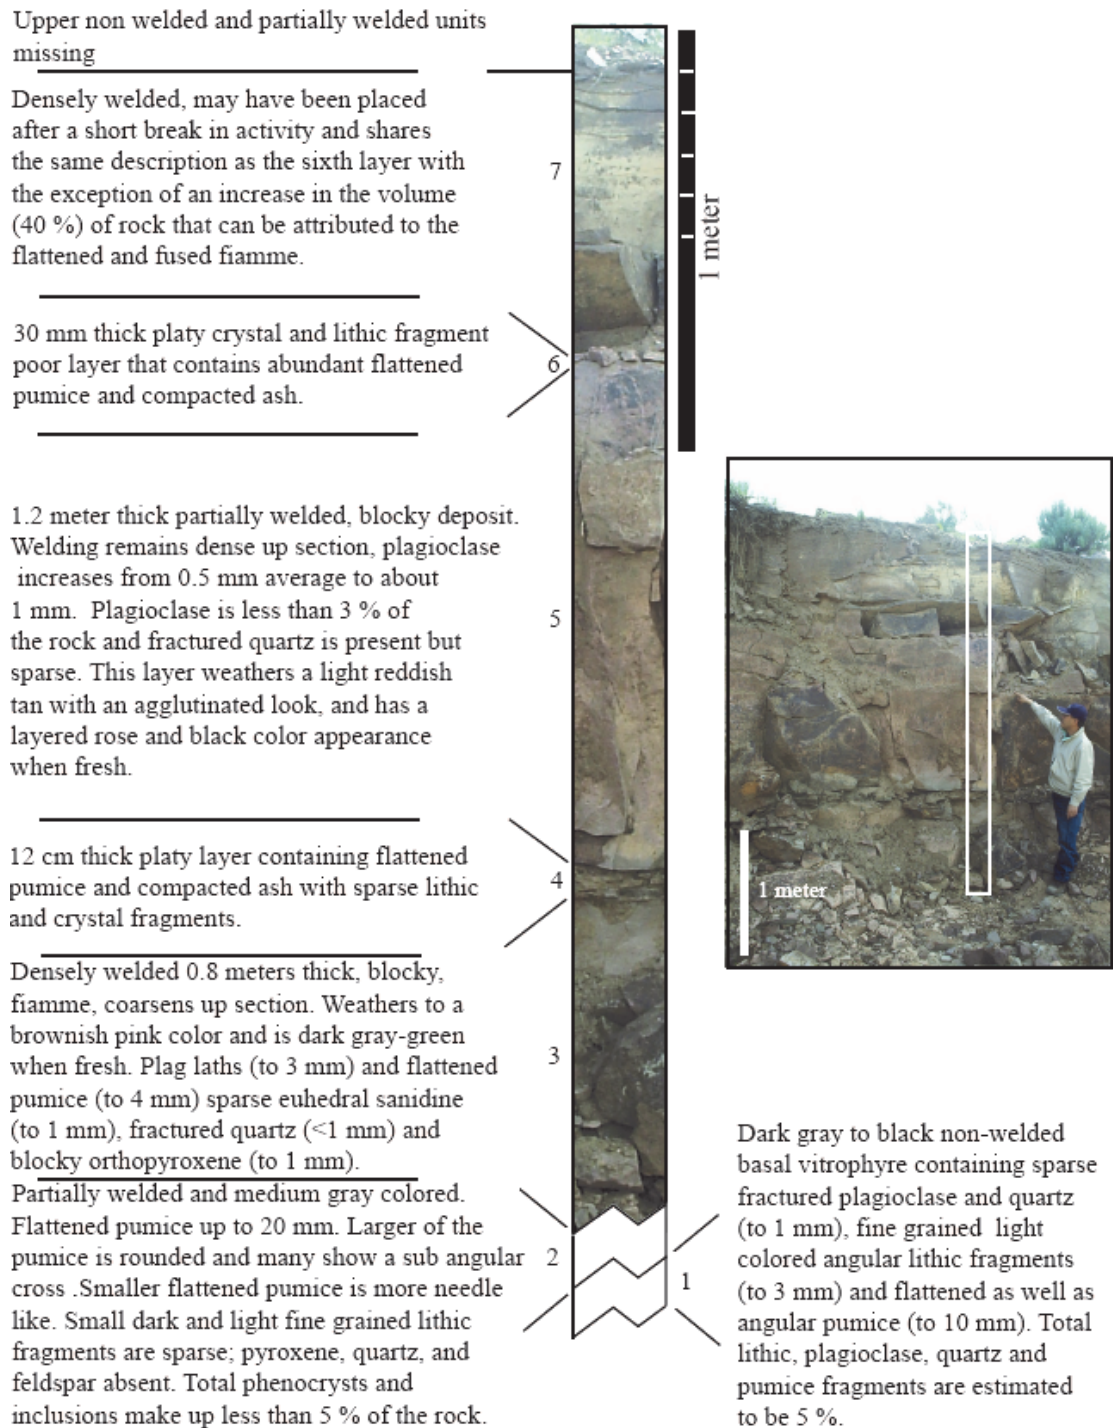 Upper non welded and partially welded units
missing
Densely welded, may have been placed
after a short break in activity and shares
the same description as the sixth layer with
the exception of an increase in the volume
(40 %) of rock that can be attributed to the
flattened and fused fiamme.
7
1 meter
30 mm thick platy crystal and lithic fragment
poor layer that contains abundant flattened
pumice and compacted ash.
6
1.2 meter thick partially welded, blocky deposit.
Welding remains dense up section, plagioclase
increases from 0.5 mm average to about
1 mm. Plagioclase is less than 3 % of
the rock and fractured quartz is present but
sparse. This layer weathers a light reddish
tan with an agglutinated look, and has a
layered rose and black color appearance
when fresh.
5
12 cm thick platy layer containing flattened
pumice and compacted ash with sparse lithic
and crystal fragments.
4
1 meter
Densely welded 0.8 meters thick, blocky,
fiamme, coarsens up section. Weathers to a
brownish pink color and is dark gray-green
when fresh. Plag laths (to 3 mm) and flattened
pumice (to 4 mm) sparse euhedral sanidine
(to 1 mm), fractured quartz (<1 mm) and
blocky orthopyroxene (to 1 mm).
3
Partially welded and medium gray colored.
Flattened pumice up to 20 mm. Larger of the
pumice is rounded and many show a sub angular
cross .Smaller flattened pumice is more needle
like. Small dark and light fine grained lithic
fragments are sparse; pyroxene, quartz, and
feldspar absent. Total phenocrysts and
inclusions make up less than 5 % of the rock.
2
1
Dark gray to black non-welded
basal vitrophyre containing sparse
fractured plagioclase and quartz
(to 1 mm), fine grained light
colored angular lithic fragments
(to 3 mm) and flattened as well as
angular pumice (to 10 mm). Total
lithic, plagioclase, quartz and
pumice fragments are estimated
to be 5 %.